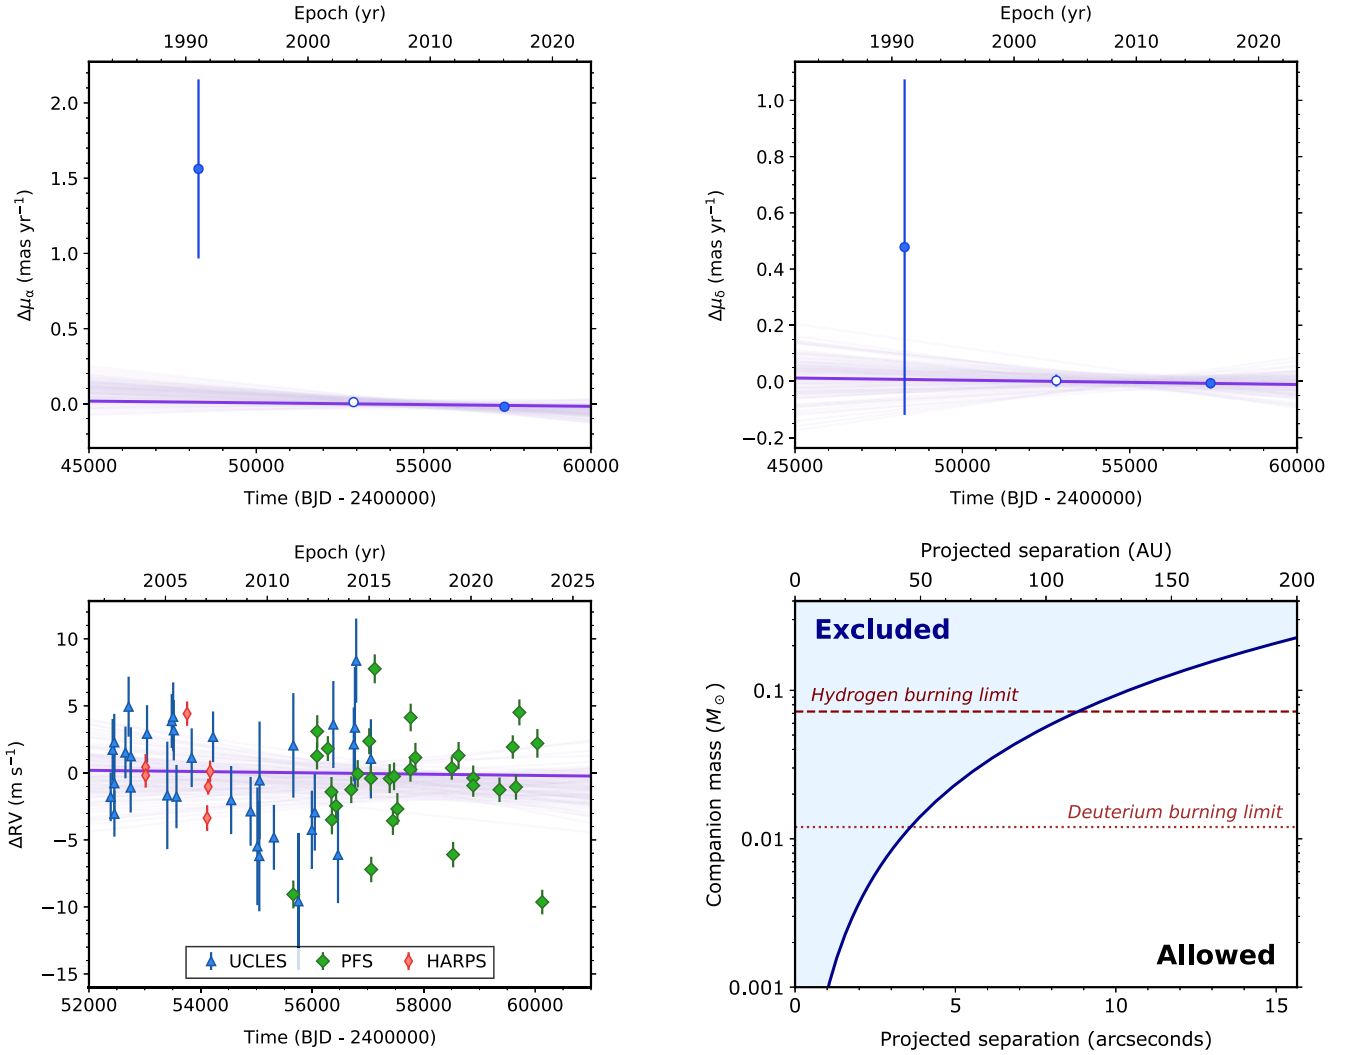 Epoch (yr)
1990 2000 2010 2020
2.0
1.5
1.0
0.5
0.0
Δμα (mas yr⁻¹)
45000 50000 55000 60000
Time (BJD - 2400000)
Epoch (yr)
1990 2000 2010 2020
1.0
0.8
0.6
0.4
0.2
0.0
−0.2
Δμδ (mas yr⁻¹)
45000 50000 55000 60000
Time (BJD - 2400000)
Epoch (yr)
2005 2010 2015 2020 2025
10
5
0
−5
−10
−15
ΔRV (m s⁻¹)
UCLES PFS HARPS
52000 54000 56000 58000 60000
Time (BJD - 2400000)
Projected separation (AU)
0 50 100 150 200
Excluded
Hydrogen burning limit
Deuterium burning limit
Allowed
0.1
0.01
0.001
Companion mass (M⊙)
0 5 10 15
Projected separation (arcseconds)